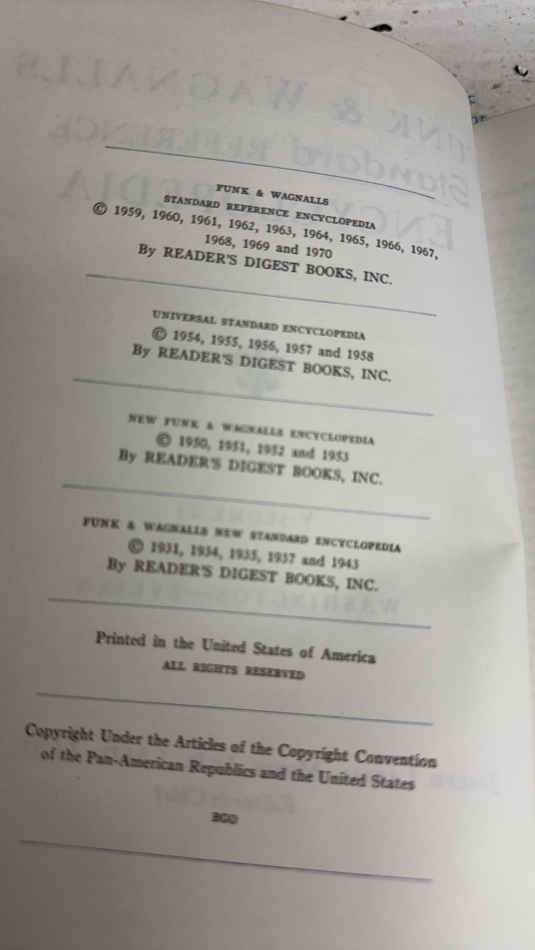 FUNK & WAGNALLS
STANDARD REFERENCE ENCYCLOPEDIA
© 1959, 1960, 1961, 1962, 1963, 1964, 1965, 1966, 1967,
1968, 1969 and 1970
By READER'S DIGEST BOOKS, INC.
UNIVERSAL STANDARD ENCYCLOPEDIA
© 1954, 1955, 1956, 1957 and 1958
By READER'S DIGEST BOOKS, INC.
NEW FUNK & WAGNALLS ENCYCLOPEDIA
© 1950, 1951, 1952 and 1953
By READER'S DIGEST BOOKS, INC.
FUNK & WAGNALLS NEW STANDARD ENCYCLOPEDIA
© 1931, 1934, 1935, 1937 and 1943
By READER'S DIGEST BOOKS, INC.
Printed in the United States of America
ALL RIGHTS RESERVED
Copyright Under the Articles of the Copyright Convention
of the Pan-American Republics and the United States